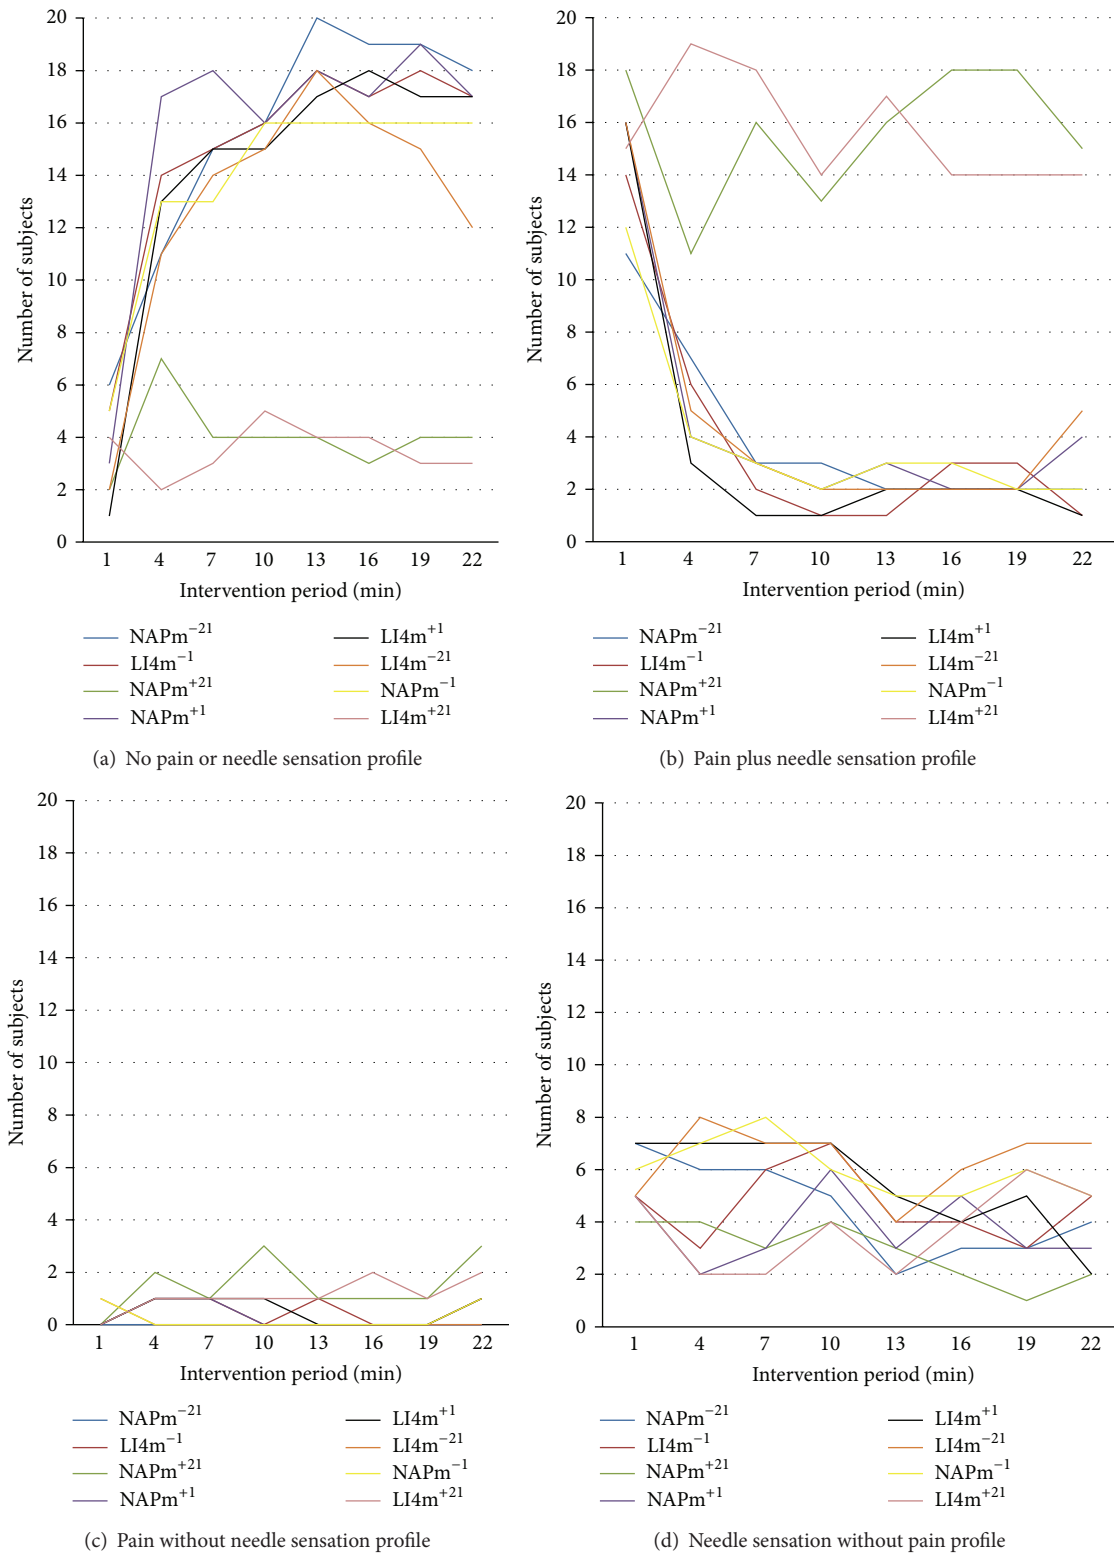 20
18
16
14
12
10
8
6
4
2
0
Number of subjects
1 4 7 10 13 16 19 22
Intervention period (min)
NAPm⁻²¹ LI4m⁺¹
LI4m⁻¹ LI4m⁻²¹
NAPm⁺²¹ NAPm⁻¹
NAPm⁺¹ LI4m⁺²¹
(a) No pain or needle sensation profile
20
18
16
14
12
10
8
6
4
2
0
Number of subjects
1 4 7 10 13 16 19 22
Intervention period (min)
NAPm⁻²¹ LI4m⁺¹
LI4m⁻¹ LI4m⁻²¹
NAPm⁺²¹ NAPm⁻¹
NAPm⁺¹ LI4m⁺²¹
(b) Pain plus needle sensation profile
20
18
16
14
12
10
8
6
4
2
0
Number of subjects
1 4 7 10 13 16 19 22
Intervention period (min)
NAPm⁻²¹ LI4m⁺¹
LI4m⁻¹ LI4m⁻²¹
NAPm⁺²¹ NAPm⁻¹
NAPm⁺¹ LI4m⁺²¹
(c) Pain without needle sensation profile
20
18
16
14
12
10
8
6
4
2
0
Number of subjects
1 4 7 10 13 16 19 22
Intervention period (min)
NAPm⁻²¹ LI4m⁺¹
LI4m⁻¹ LI4m⁻²¹
NAPm⁺²¹ NAPm⁻¹
NAPm⁺¹ LI4m⁺²¹
(d) Needle sensation without pain profile